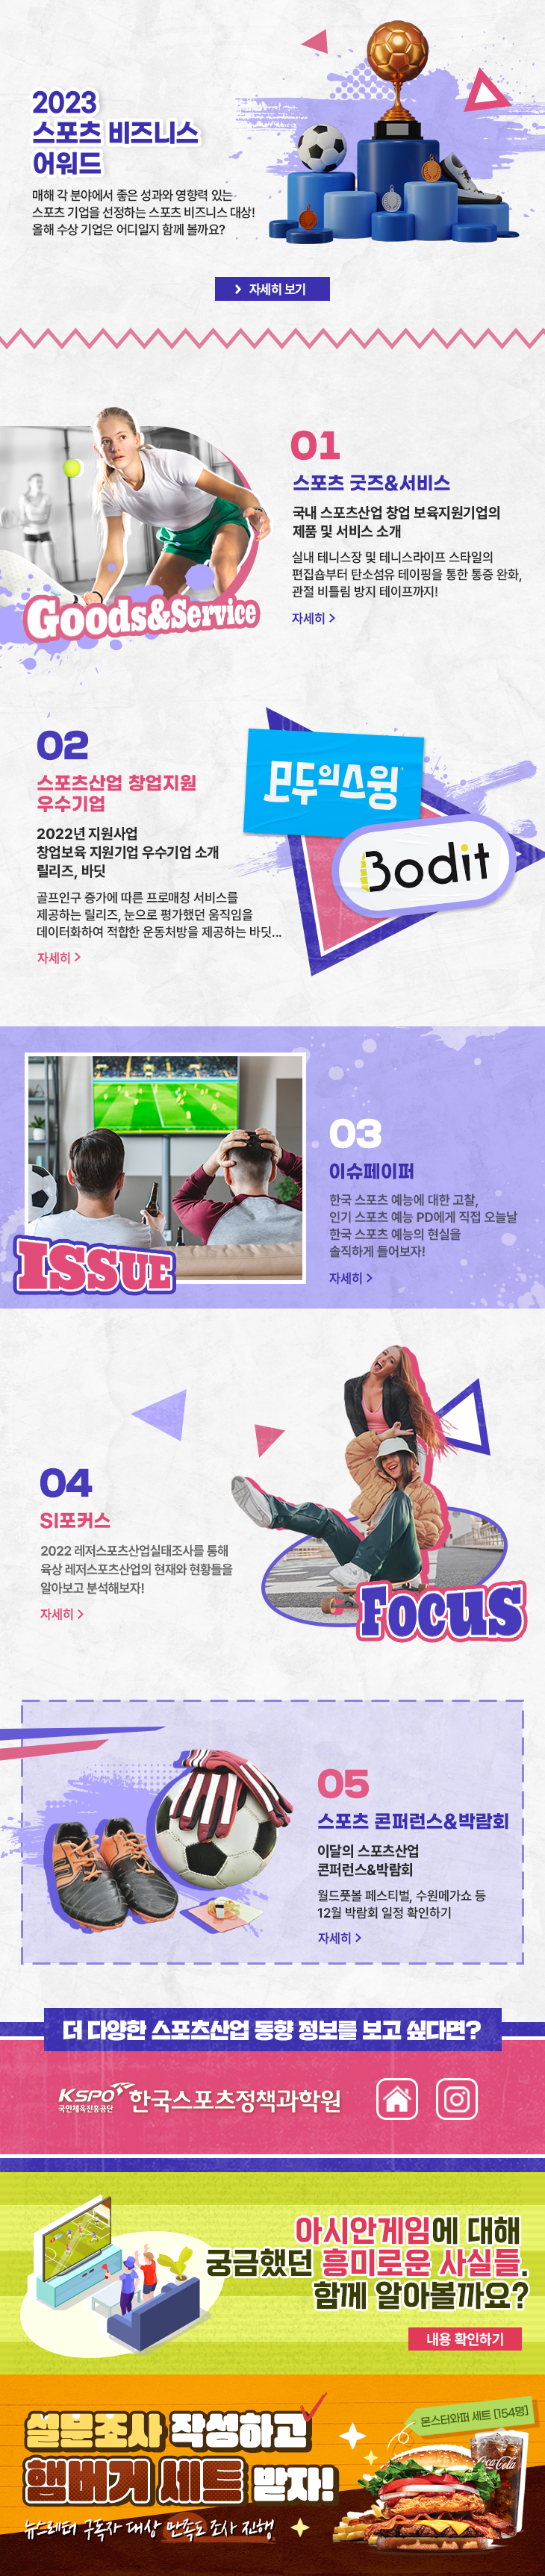 2023
스포츠 비즈니스
어워드
매해 각 분야에서 좋은 성과와 영향력 있는
스포츠 기업을 선정하는 스포츠 비즈니스 대상!
올해 수상 기업은 어디일지 함께 볼까요?
자세히 보기
01
스포츠 굿즈&서비스
국내 스포츠산업 창업 보육지원기업의
제품 및 서비스 소개
실내 테니스장 및 테니스라이프 스타일의
편집숍부터 탄소섬유 테이핑을 통한 통증 완화,
관절 비틀림 방지 테이프까지!
자세히
Goods&Service
02
스포츠산업 창업지원
우수기업
2022년 지원사업
창업보육 지원기업 우수기업 소개
릴리즈, 바딧
골프인구 증가에 따른 프로매칭 서비스를
제공하는 릴리즈, 눈으로 평가했던 움직임을
데이터화하여 적합한 운동처방을 제공하는 바딧...
자세히
모두의스윙
Bodit
03
이슈페이퍼
한국 스포츠 예능에 대한 고찰,
인기 스포츠 예능 PD에게 직접 오늘날
한국 스포츠 예능의 현실을
솔직하게 들어보자!
자세히
ISSUE
04
SI포커스
2022 레저스포츠산업실태조사를 통해
육상 레저스포츠산업의 현재와 현황들을
알아보고 분석해보자!
자세히
FOCUS
05
스포츠 콘퍼런스&박람회
이달의 스포츠산업
콘퍼런스&박람회
월드풋볼 페스티벌, 수원메가쇼 등
12월 박람회 일정 확인하기
자세히
더 다양한 스포츠산업 동향 정보를 보고 싶다면?
KSPO
국민체육진흥공단
한국스포츠정책과학원
아시안게임에 대해
궁금했던 흥미로운 사실들.
함께 알아볼까요?
내용 확인하기
설문조사 작성하고
햄버거 세트 받자!
뉴스레터 구독자 대상 만족도 조사 진행
몬스터와퍼 세트 [154명]
Coca-Cola